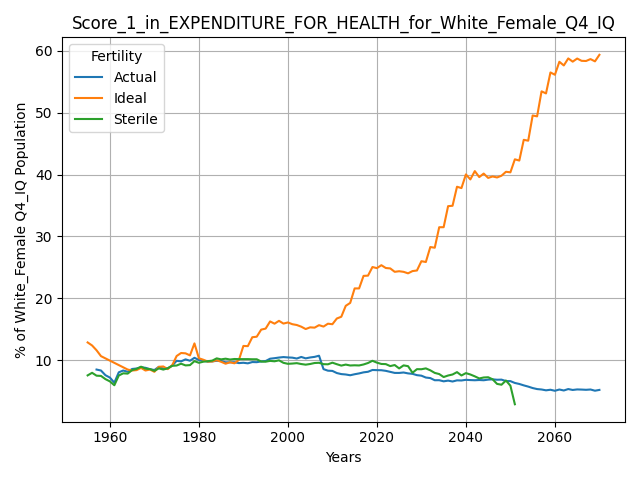 Score_1_in_EXPENDITURE_FOR_HEALTH_for_White_Female_Q4_IQ
Fertility
Actual
Ideal
Sterile
% of White_Female Q4_IQ Population
60
50
40
30
20
10
1960
1980
2000
2020
2040
2060
Years